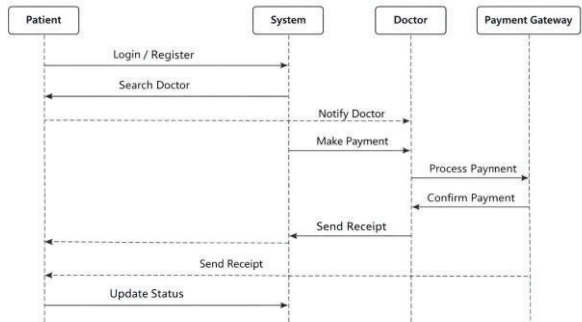 Patient
System
Doctor
Payment Gateway
Login / Register
Search Doctor
Notify Doctor
Make Payment
Process Paynnent
Confirm Payment
Send Receipt
Send Receipt
Update Status